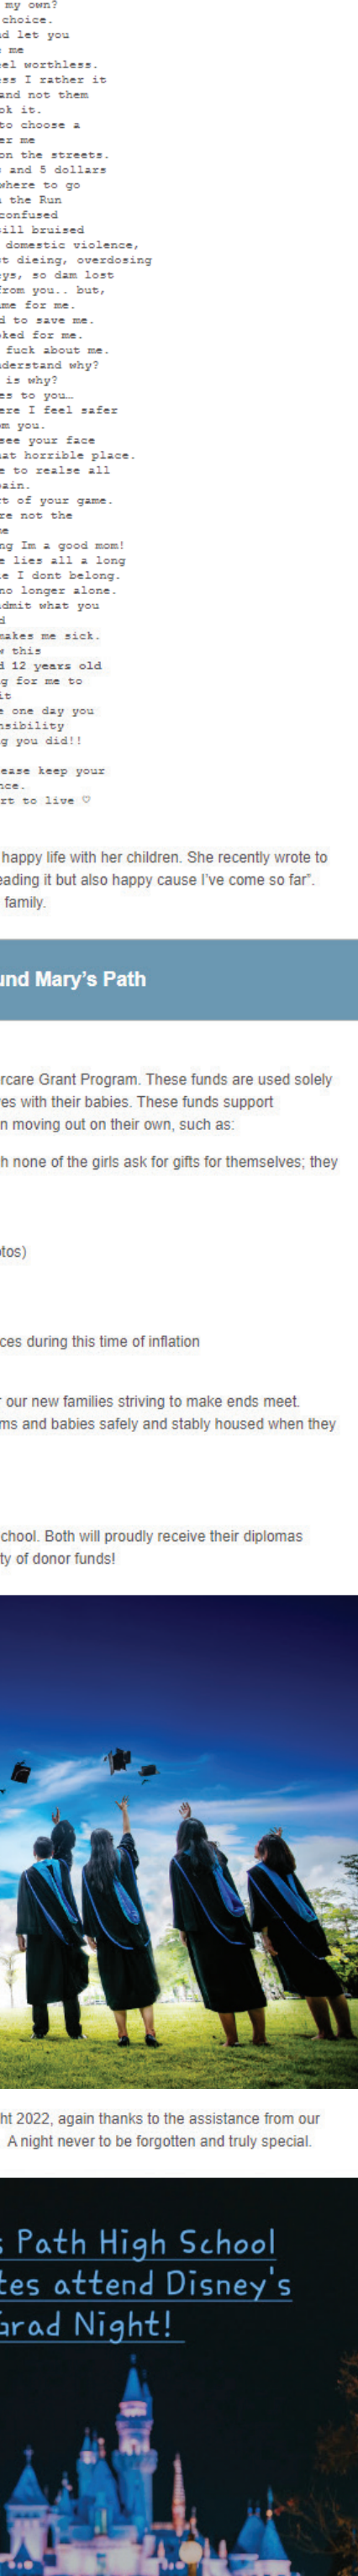 my own?
choice.
d let you
me
el worthless.
ss I rather it
and not them
ok it.
to choose a
er me
on the streets.
and 5 dollars
where to go
the Run
confused
ill bruised
domestic violence,
t dieing, overdosing
ys, so dam lost
from you.. but,
me for me.
d to save me.
ked for me.
fuck about me.
derstand why?
is why?
es to you…
ere I feel safer
m you.
see your face
at horrible place.
e to realse all
ain.
t of your game.
re not the
e
ng Im a good mom!
e lies all a long
e I dont belong.
no longer alone.
dmit what you
d
makes me sick.
w this
d 12 years old
g for me to
it
e one day you
nsibility
g you did!!
ease keep your
nce.
rt to live ♡
happy life with her children. She recently wrote to
eading it but also happy cause I've come so far".
family.
und Mary's Path
rcare Grant Program. These funds are used solely
es with their babies. These funds support
n moving out on their own, such as:
h none of the girls ask for gifts for themselves; they
tos)
ces during this time of inflation
r our new families striving to make ends meet.
ms and babies safely and stably housed when they
chool. Both will proudly receive their diplomas
ty of donor funds!
ht 2022, again thanks to the assistance from our
A night never to be forgotten and truly special.
s Path High School
tes attend Disney's
Grad Night!